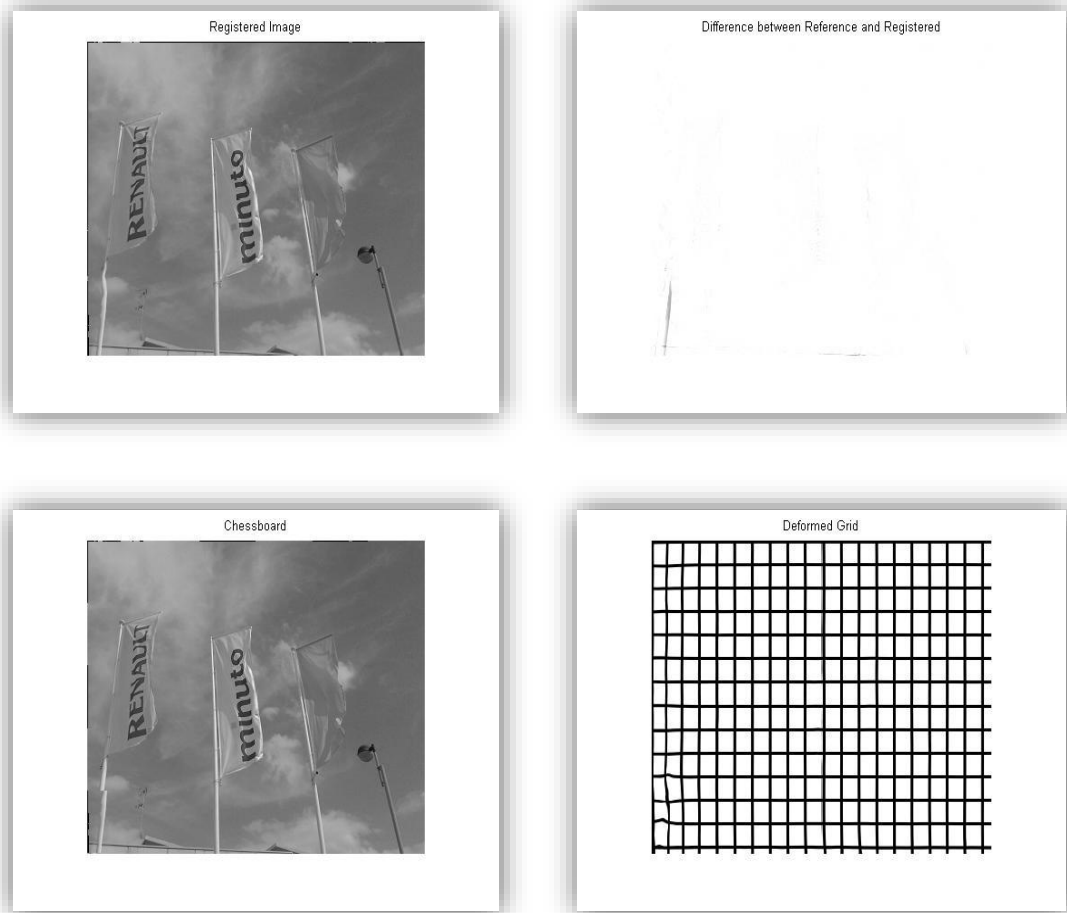 Registered Image
RENAULT
minuto
Difference between Reference and Registered
Chessboard
RENAULT
minuto
Deformed Grid